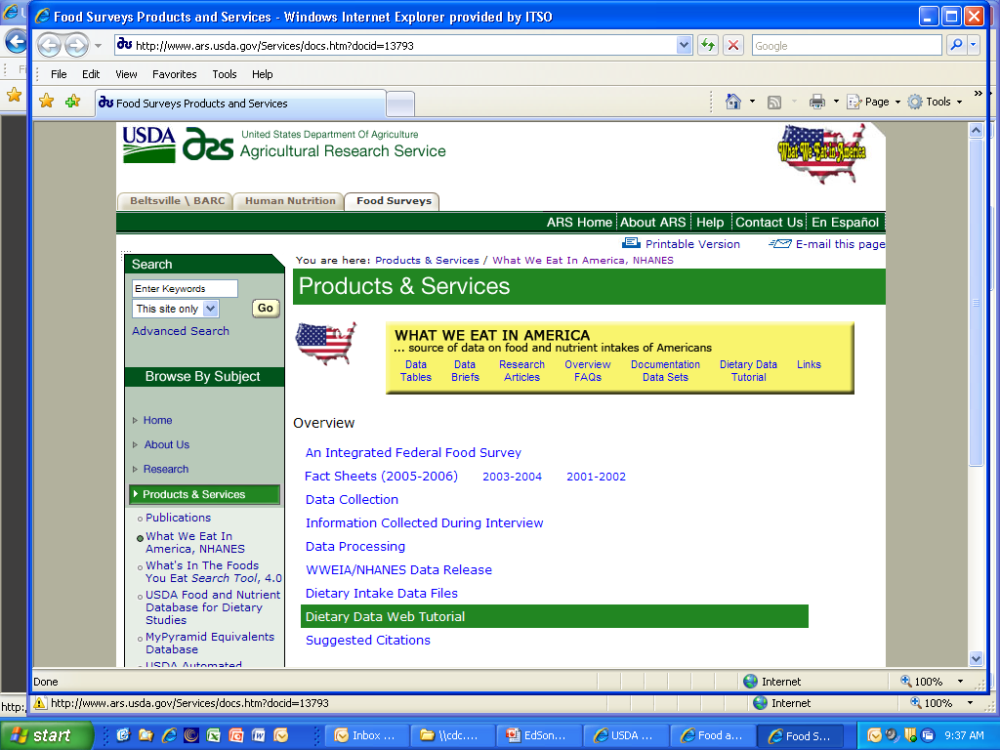 Food Surveys Products and Services - Windows Internet Explorer provided by ITSO
http://www.ars.usda.gov/Services/docs.htm?docid=13793
Google
File Edit View Favorites Tools Help
Food Surveys Products and Services
Page Tools
USDA
ars
United States Department Of Agriculture
Agricultural Research Service
What We Eat in America
Beltsville \ BARC Human Nutrition Food Surveys
ARS Home About ARS Help Contact Us En Español
Printable Version E-mail this page
Search
Enter Keywords
This site only Go
Advanced Search
Browse By Subject
Home
About Us
Research
Products & Services
Publications
What We Eat In
America, NHANES
What's In The Foods
You Eat Search Tool, 4.0
USDA Food and Nutrient
Database for Dietary
Studies
MyPyramid Equivalents
Database
USDA Automated
You are here: Products & Services / What We Eat In America, NHANES
Products & Services
WHAT WE EAT IN AMERICA
... source of data on food and nutrient intakes of Americans
Data Tables
Data Briefs
Research Articles
Overview FAQs
Documentation Data Sets
Dietary Data Tutorial
Links
Overview
An Integrated Federal Food Survey
Fact Sheets (2005-2006) 2003-2004 2001-2002
Data Collection
Information Collected During Interview
Data Processing
WWEIA/NHANES Data Release
Dietary Intake Data Files
Dietary Data Web Tutorial
Suggested Citations
Done Internet 100%
http:
http://www.ars.usda.gov/Services/docs.htm?docid=13793 Internet 100%
start Inbox ... \\cdc.... EdSon... USDA ... Food a... Food S... 9:37 AM